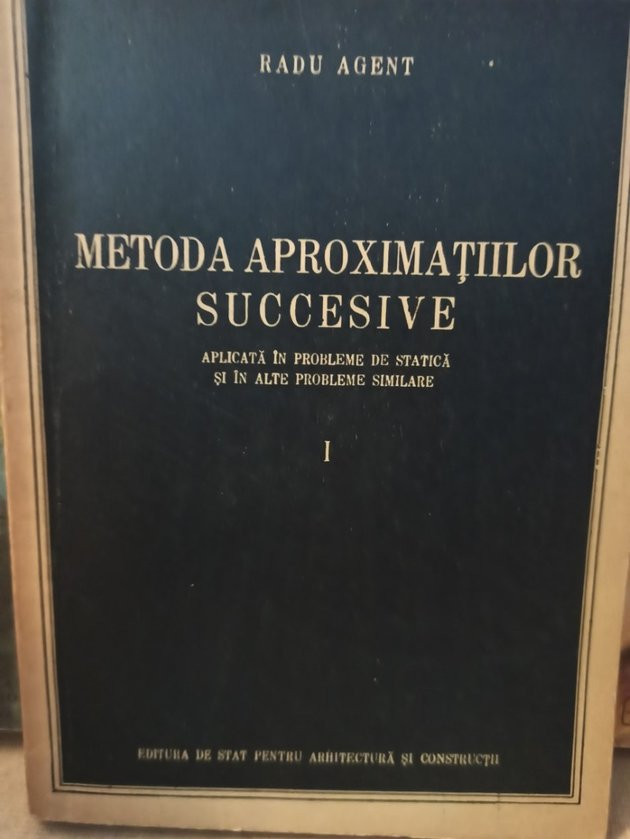 RADU AGENT
METODA APROXIMAȚIILOR
SUCCESIVE
APLICATĂ ÎN PROBLEME DE STATICĂ
ȘI ÎN ALTE PROBLEME SIMILARE
I
EDITURA DE STAT PENTRU ARHITECTURĂ ȘI CONSTRUCȚII